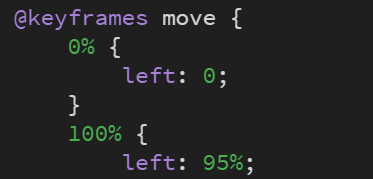 @keyframes move {
    0% {
        left: 0;
    }
    100% {
        left: 95%;